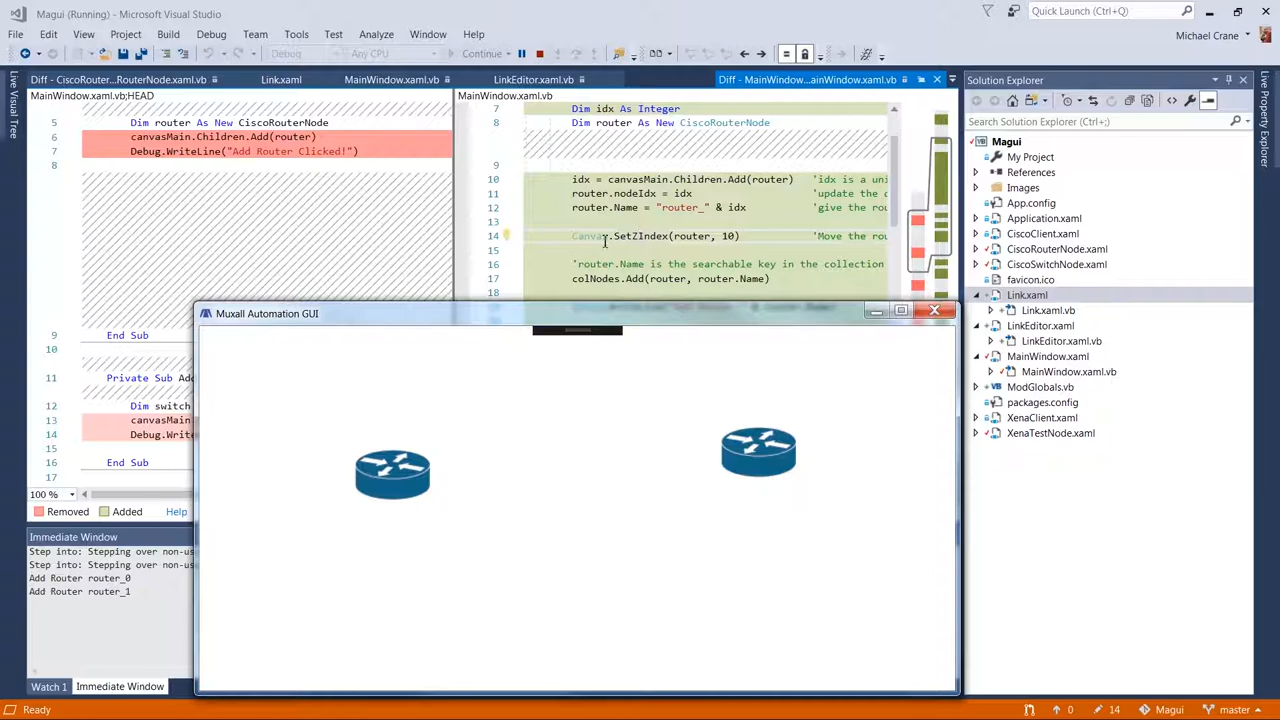 Magui (Running) - Microsoft Visual Studio
Quick Launch (Ctrl+Q)
File Edit View Project Build Debug Team Tools Test Analyze Window Help
Michael Crane
Debug Any CPU Continue
Live Visual Tree
Diff - CiscoRouter...RouterNode.xaml.vb Link.xaml MainWindow.xaml.vb LinkEditor.xaml.vb Diff - MainWindow...ainWindow.xaml.vb
MainWindow.xaml.vb;HEAD
5 Dim router As New CiscoRouterNode
6 canvasMain.Children.Add(router)
7 Debug.WriteLine("Add Router Clicked!")
8
9 End Sub
10
11 Private Sub Add
12 Dim switch
13 canvasMain
14 Debug.Write
15
16 End Sub
17
100 %
Removed Added Help
MainWindow.xaml.vb
7 Dim idx As Integer
8 Dim router As New CiscoRouterNode
9
10 idx = canvasMain.Children.Add(router) 'idx is a uni
11 router.nodeIdx = idx 'update the
12 router.Name = "router_" & idx 'give the rou
13
14 Canvas.SetZIndex(router, 10) 'Move the rou
15
16 'router.Name is the searchable key in the collection
17 colNodes.Add(router, router.Name)
18
Muxall Automation GUI
Immediate Window
Step into: Stepping over non-us
Step into: Stepping over non-us
Add Router router_0
Add Router router_1
Watch 1 Immediate Window
Solution Explorer
Search Solution Explorer (Ctrl+;)
Magui
My Project
References
Images
App.config
Application.xaml
CiscoClient.xaml
CiscoRouterNode.xaml
CiscoSwitchNode.xaml
favicon.ico
Link.xaml
Link.xaml.vb
LinkEditor.xaml
LinkEditor.xaml.vb
MainWindow.xaml
MainWindow.xaml.vb
ModGlobals.vb
packages.config
XenaClient.xaml
XenaTestNode.xaml
Live Property Explorer
Ready
0 14 Magui master